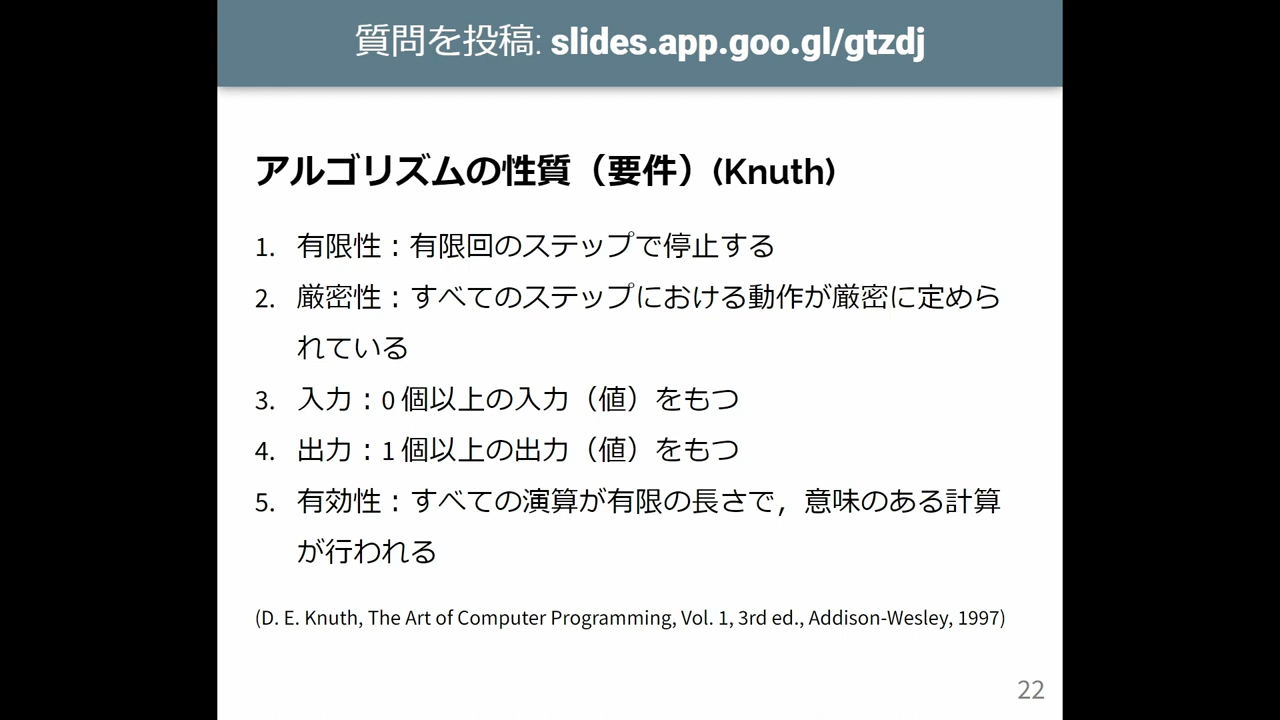 質問を投稿: slides.app.goo.gl/gtzdj
アルゴリズムの性質（要件）(Knuth)
1. 有限性：有限回のステップで停止する
2. 厳密性：すべてのステップにおける動作が厳密に定めら
れている
3. 入力：0 個以上の入力（値）をもつ
4. 出力：1 個以上の出力（値）をもつ
5. 有効性：すべての演算が有限の長さで，意味のある計算
が行われる
(D. E. Knuth, The Art of Computer Programming, Vol. 1, 3rd ed., Addison-Wesley, 1997)
22